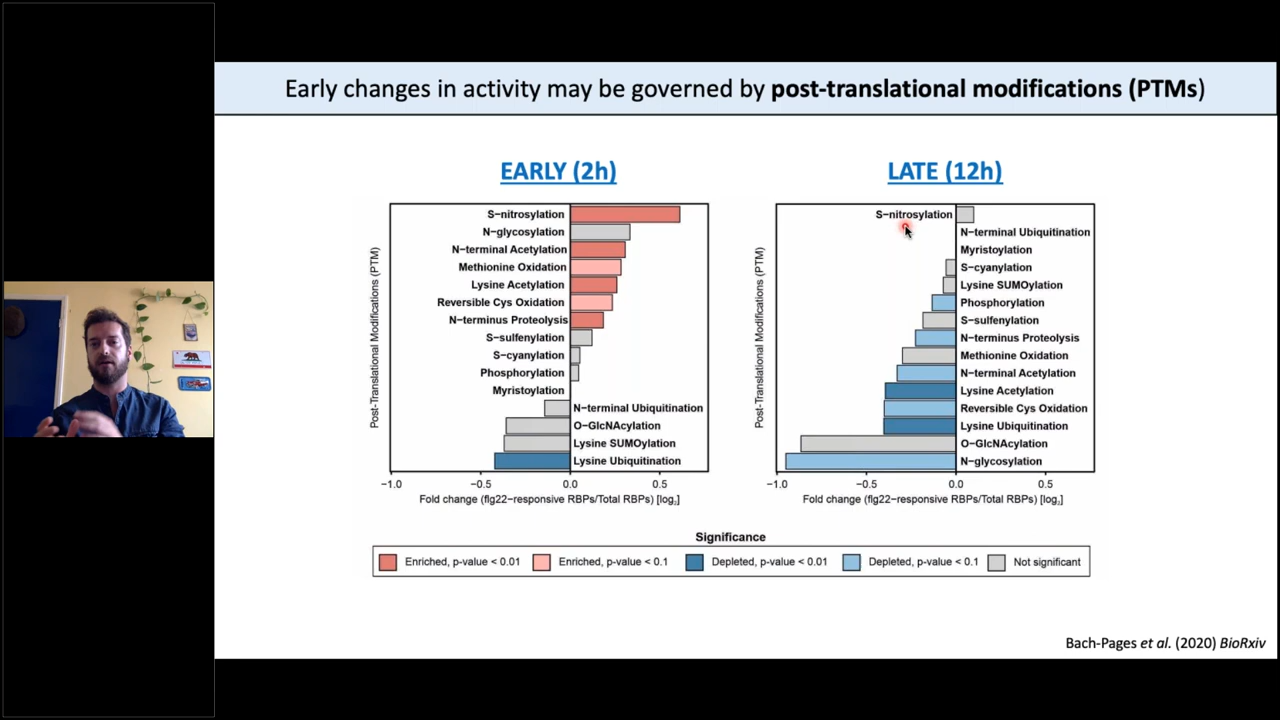 Early changes in activity may be governed by post-translational modifications (PTMs)
EARLY (2h)
Post-Translational Modifications (PTM)
S-nitrosylation
N-glycosylation
N-terminal Acetylation
Methionine Oxidation
Lysine Acetylation
Reversible Cys Oxidation
N-terminus Proteolysis
S-sulfenylation
S-cyanylation
Phosphorylation
Myristoylation
N-terminal Ubiquitination
O-GlcNAcylation
Lysine SUMOylation
Lysine Ubiquitination
-1.0 -0.5 0.0 0.5
Fold change (flg22-responsive RBPs/Total RBPs) [log2]
LATE (12h)
Post-Translational Modifications (PTM)
S-nitrosylation
N-terminal Ubiquitination
Myristoylation
S-cyanylation
Lysine SUMOylation
Phosphorylation
S-sulfenylation
N-terminus Proteolysis
Methionine Oxidation
N-terminal Acetylation
Lysine Acetylation
Reversible Cys Oxidation
Lysine Ubiquitination
O-GlcNAcylation
N-glycosylation
-1.0 -0.5 0.0 0.5
Fold change (flg22-responsive RBPs/Total RBPs) [log2]
Significance
Enriched, p-value < 0.01 Enriched, p-value < 0.1 Depleted, p-value < 0.01 Depleted, p-value < 0.1 Not significant
Bach-Pages et al. (2020) BioRxiv